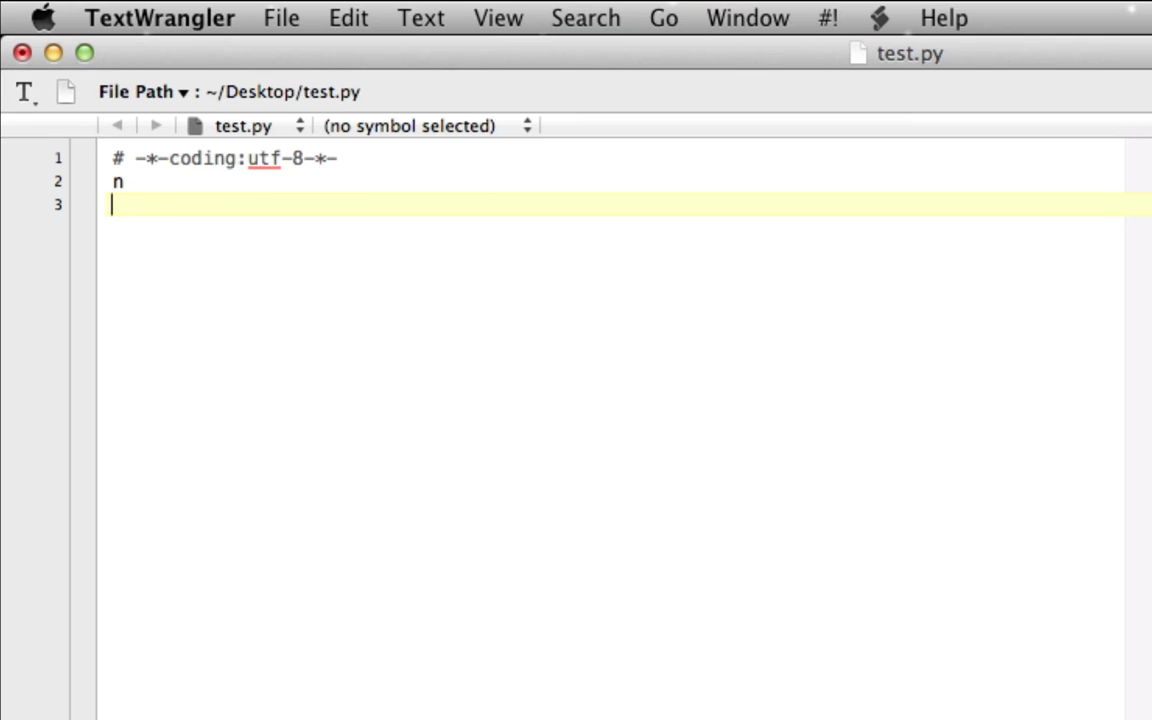 TextWrangler File Edit Text View Search Go Window #! Help
test.py
T File Path ▾ : ~/Desktop/test.py
test.py (no symbol selected)
1 # -*-coding:utf-8-*-
2 n
3